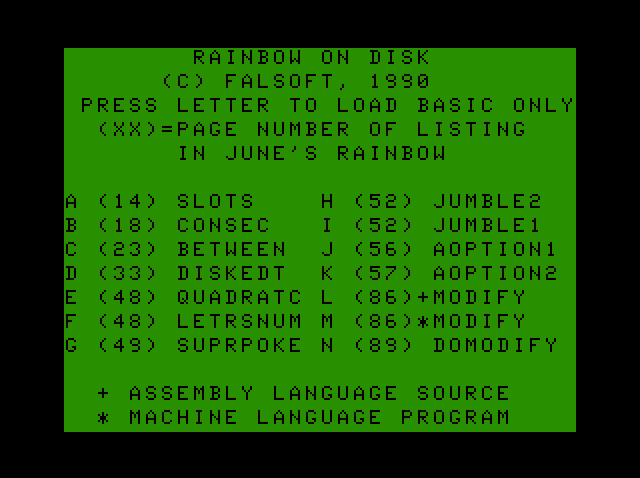 RAINBOW ON DISK
(C) FALSOFT, 1990
PRESS LETTER TO LOAD BASIC ONLY
(XX)=PAGE NUMBER OF LISTING
IN JUNE'S RAINBOW
A (14) SLOTS H (52) JUMBLE2
B (18) CONSEC I (52) JUMBLE1
C (23) BETWEEN J (56) AOPTION1
D (33) DISKEDT K (57) AOPTION2
E (48) QUADRATC L (86)+MODIFY
F (48) LETRSNUM M (86)*MODIFY
G (49) SUPRPOKE N (89) DOMODIFY
+ ASSEMBLY LANGUAGE SOURCE
* MACHINE LANGUAGE PROGRAM